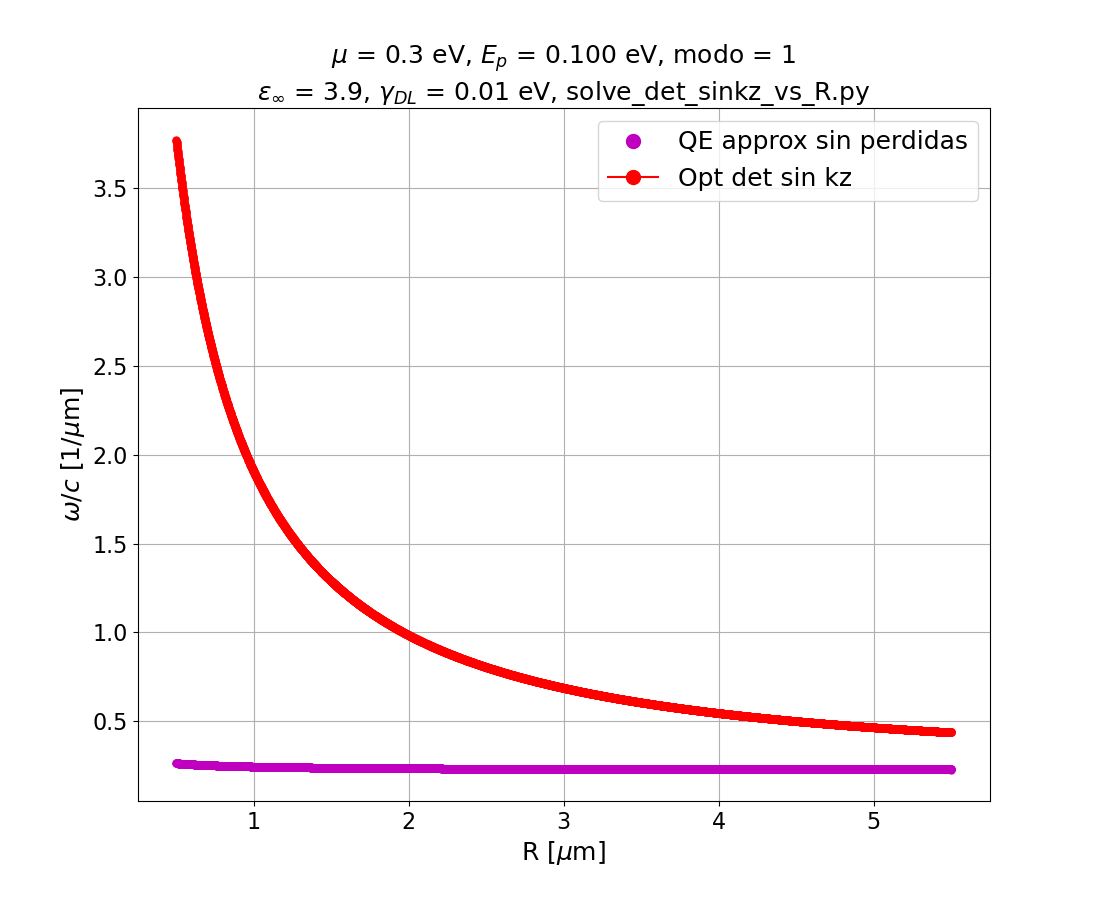 μ = 0.3 eV, E_p = 0.100 eV, modo = 1
ε_∞ = 3.9, γ_DL = 0.01 eV, solve_det_sinkz_vs_R.py
QE approx sin perdidas
Opt det sin kz
3.5
3.0
2.5
2.0
1.5
1.0
0.5
ω/c [1/μm]
1 2 3 4 5
R [μm]